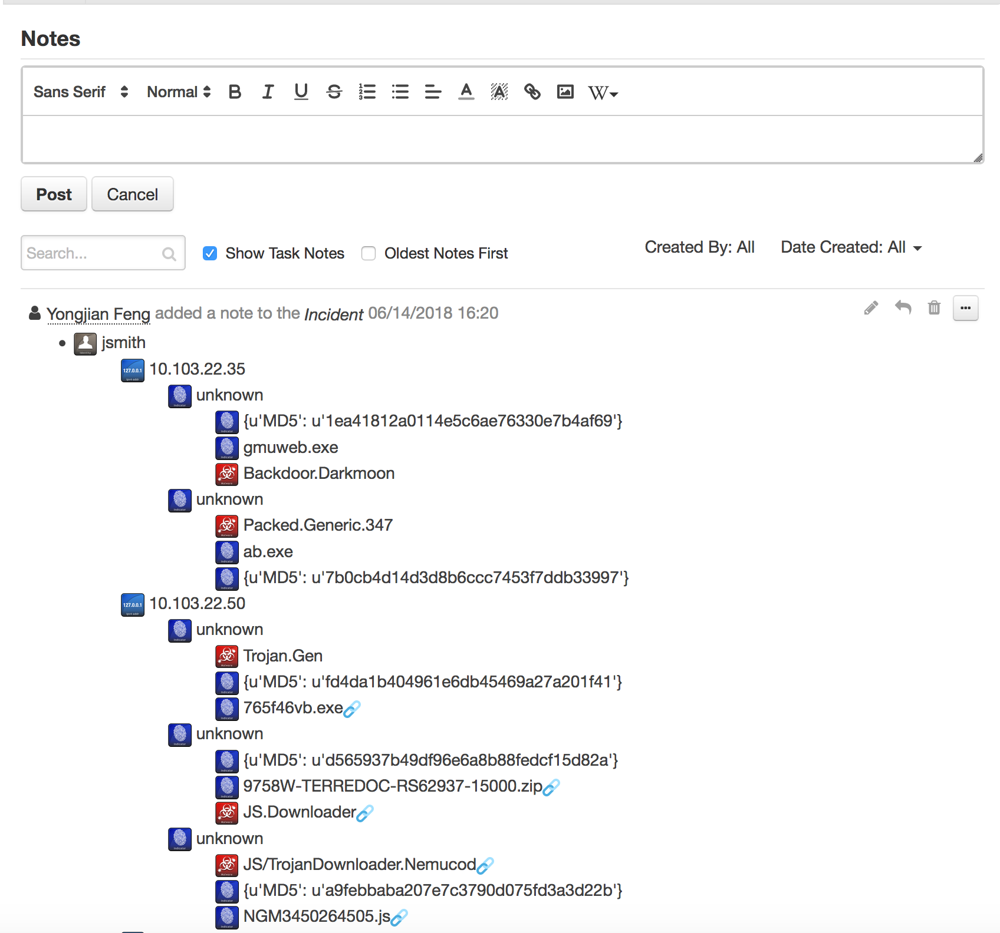 Notes
Sans Serif Normal B I U S A A W
Post Cancel
Search... Show Task Notes Oldest Notes First Created By: All Date Created: All
Yongjian Feng added a note to the Incident 06/14/2018 16:20
jsmith
127.0.0.1 10.103.22.35
unknown
{u'MD5': u'1ea41812a0114e5c6ae76330e7b4af69'}
gmuweb.exe
Backdoor.Darkmoon
unknown
Packed.Generic.347
ab.exe
{u'MD5': u'7b0cb4d14d3d8b6ccc7453f7ddb33997'}
127.0.0.1 10.103.22.50
unknown
Trojan.Gen
{u'MD5': u'fd4da1b404961e6db45469a27a201f41'}
765f46vb.exe
unknown
{u'MD5': u'd565937b49df96e6a8b88fedcf15d82a'}
9758W-TERREDOC-RS62937-15000.zip
JS.Downloader
unknown
JS/TrojanDownloader.Nemucod
{u'MD5': u'a9febbaba207e7c3790d075fd3a3d22b'}
NGM3450264505.js